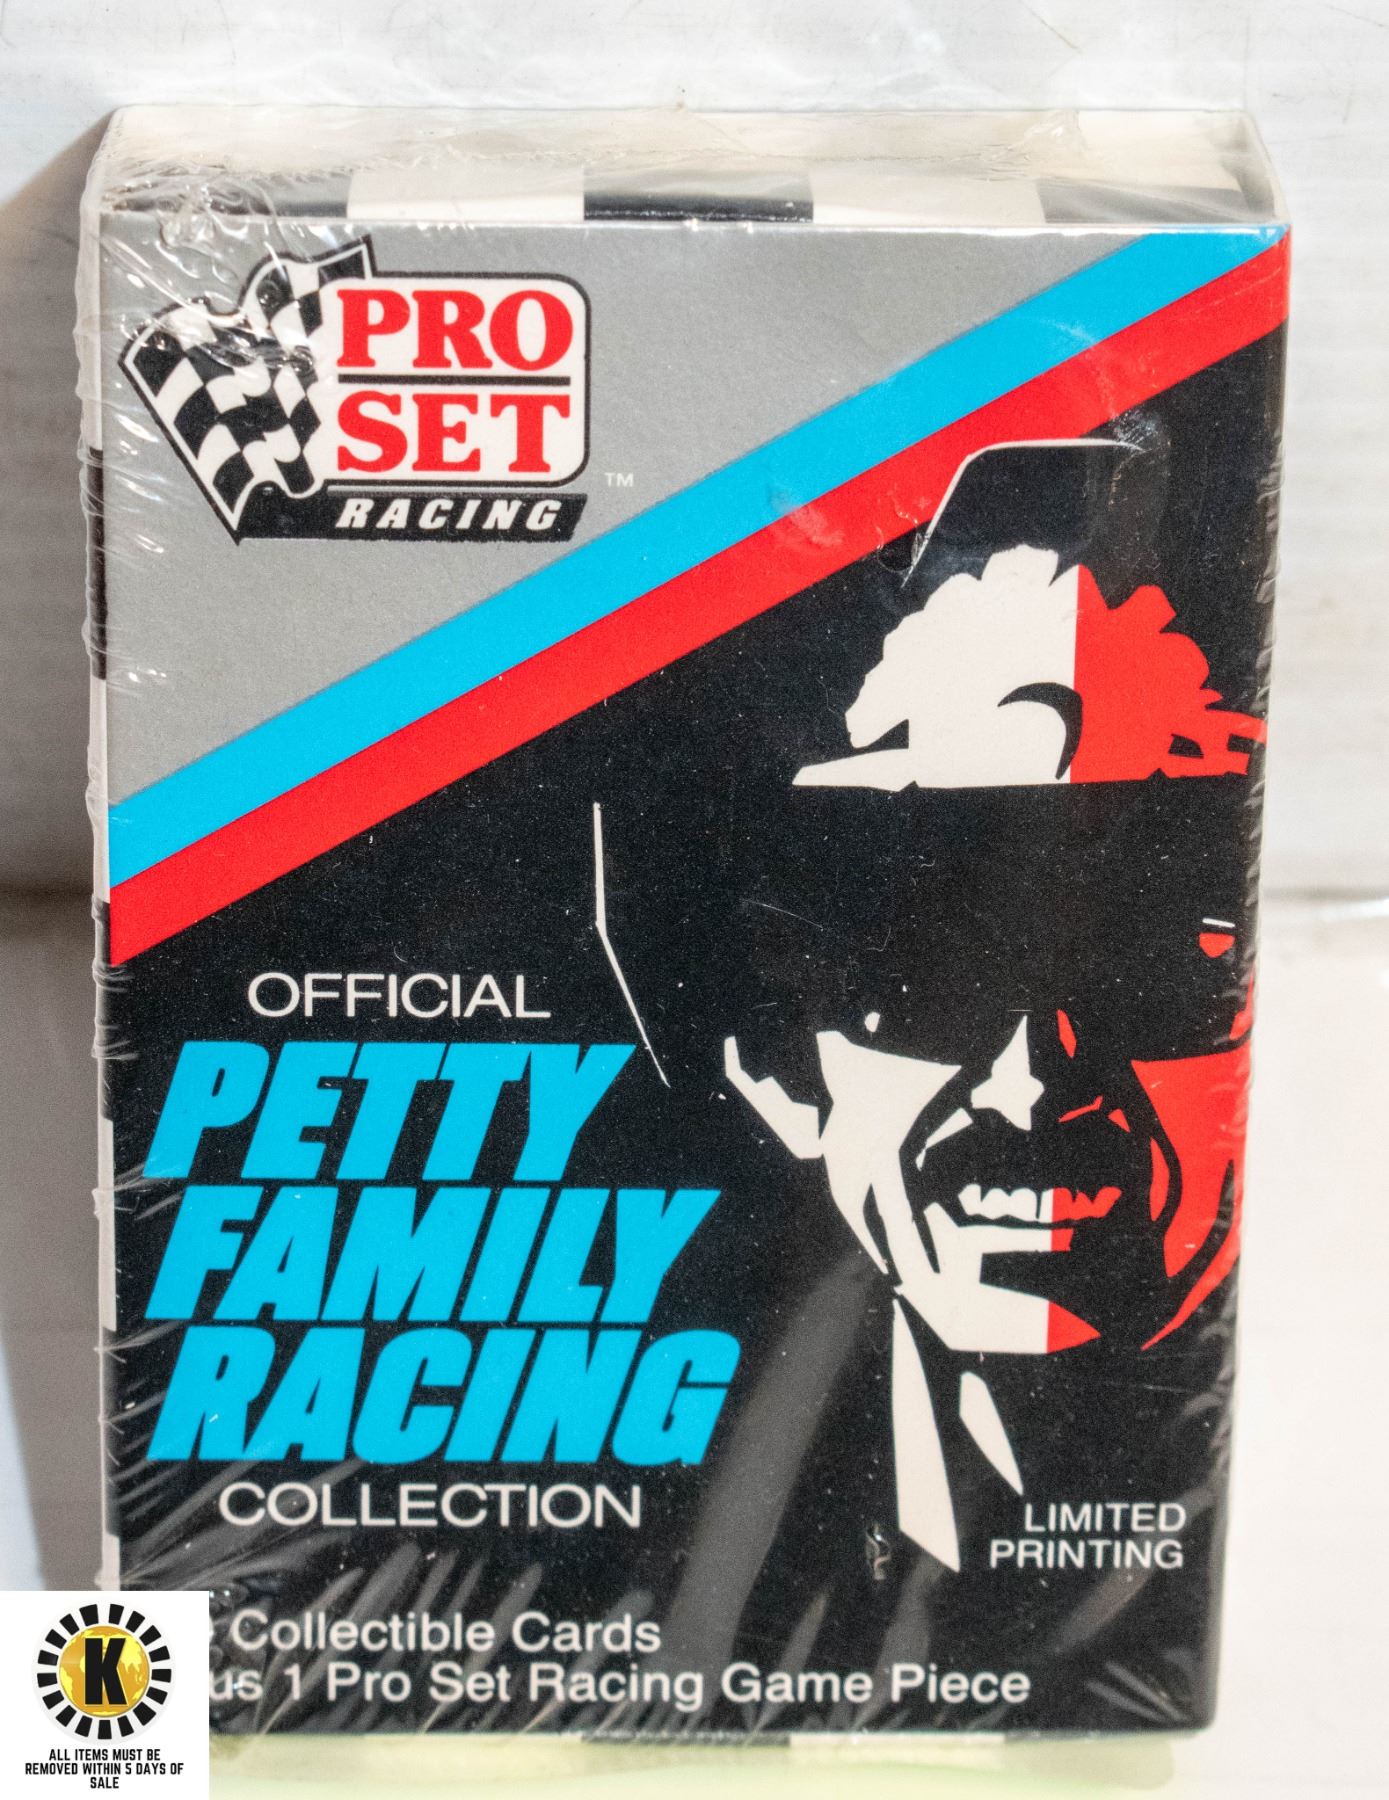 PRO
SET
RACING
™
OFFICIAL
PETTY
FAMILY
RACING
COLLECTION
LIMITED
PRINTING
Collectible Cards
1 Pro Set Racing Game Piece
K
ALL ITEMS MUST BE
REMOVED WITHIN 5 DAYS OF
SALE